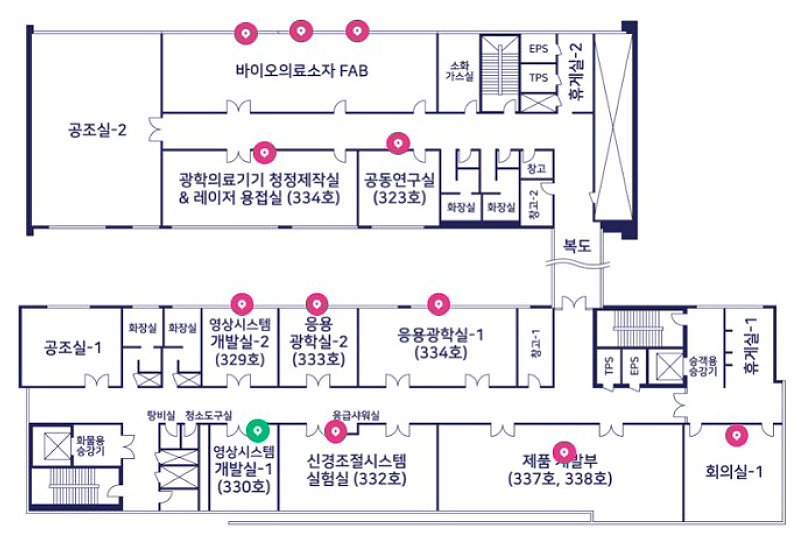 바이오의료소자 FAB
소화
가스실
EPS
TPS
휴게실-2
공조실-2
광학의료기기 청정제작실
& 레이저 용접실 (334호)
공동연구실
(323호)
화장실
화장실
창고
창고-2
복도
공조실-1
화장실
화장실
영상시스템
개발실-2
(329호)
응용
광학실-2
(333호)
응용광학실-1
(334호)
창고-1
TPS
EPS
승객용
승강기
휴게실-1
탕비실
청소도구실
응급샤워실
화물용
승강기
영상시스템
개발실-1
(330호)
신경조절시스템
실험실 (332호)
제품 개발부
(337호, 338호)
회의실-1